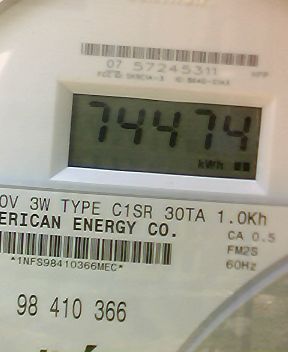 07 57245311
74474
kWh
0V 3W TYPE C1SR 30TA 1.0Kh
ERICAN ENERGY CO.
CA 0.5
FM2S
*1NFS98410366MEC*
60Hz
98 410 366